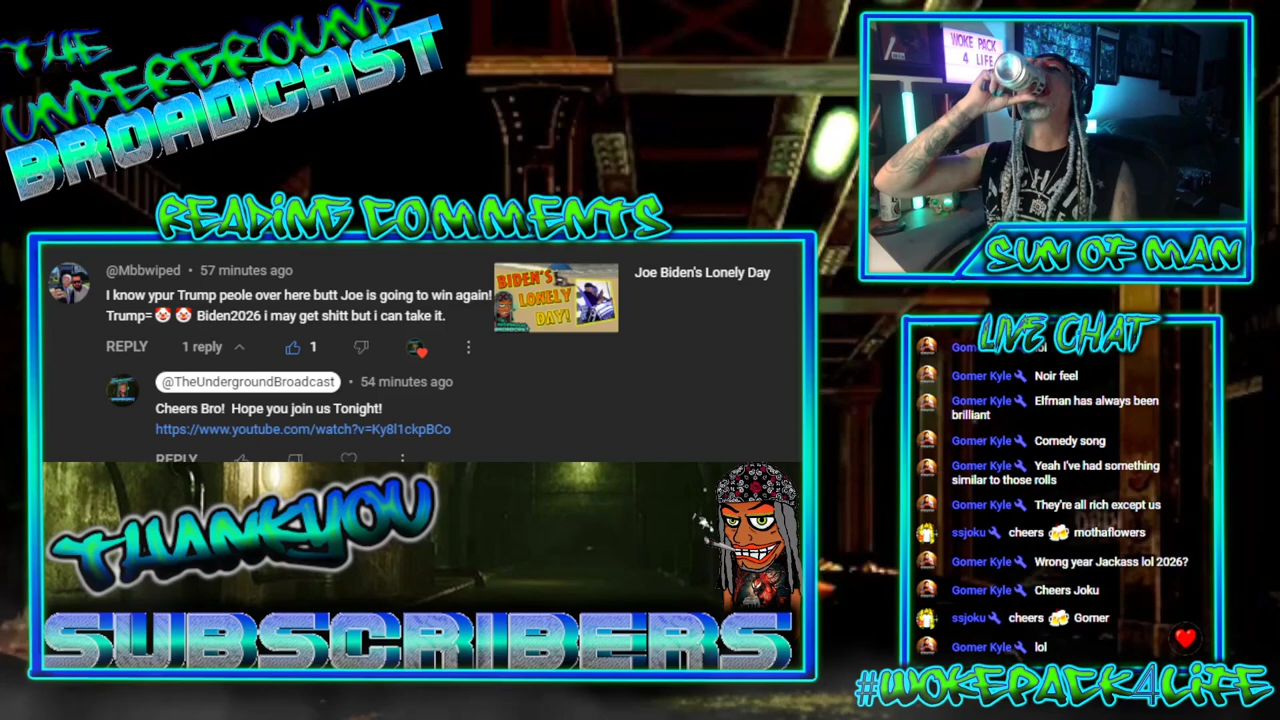 THE
UNDERGROUND
BROADCAST
WOKE PACK
4 LIFE
SUN OF MAN
READING COMMENTS
@Mbbwiped • 57 minutes ago
I know ypur Trump peole over here butt Joe is going to win again!
Trump=🤡 🤡 Biden2026 i may get shitt but i can take it.
REPLY 1 reply 1
BIDEN'S
LONELY
DAY!
Joe Biden's Lonely Day
@TheUndergroundBroadcast • 54 minutes ago
Cheers Bro! Hope you join us Tonight!
https://www.youtube.com/watch?v=Ky8l1ckpBCo
REPLY
THANKYOU
SUBSCRIBERS
LIVE CHAT
Gom lol
Gomer Kyle Noir feel
Gomer Kyle Elfman has always been
brilliant
Gomer Kyle Comedy song
Gomer Kyle Yeah I've had something
similar to those rolls
Gomer Kyle They're all rich except us
ssjoku cheers 🍻 mothaflowers
Gomer Kyle Wrong year Jackass lol 2026?
Gomer Kyle Cheers Joku
ssjoku cheers 🍻 Gomer
Gomer Kyle lol
#WOKEPACK4LIFE